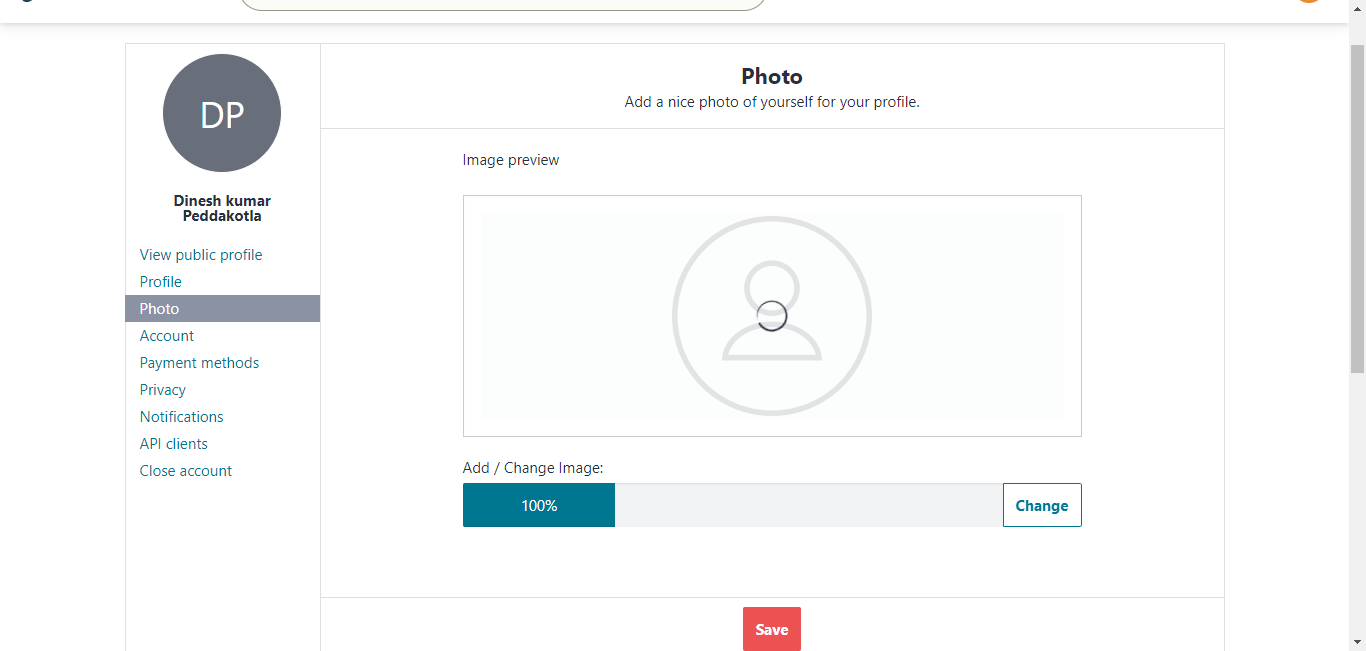 DP
Dinesh kumar
Peddakotla
View public profile
Profile
Photo
Account
Payment methods
Privacy
Notifications
API clients
Close account
Photo
Add a nice photo of yourself for your profile.
Image preview
Add / Change Image:
100%
Change
Save